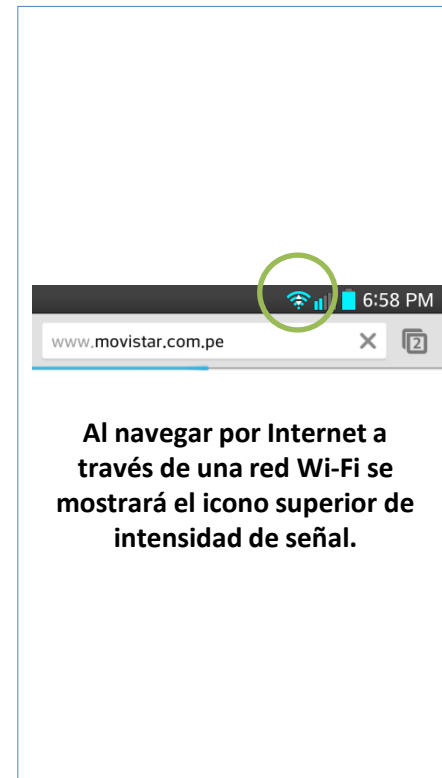 6:58 PM
www.movistar.com.pe
2
Al navegar por Internet a
través de una red Wi-Fi se
mostrará el icono superior de
intensidad de señal.